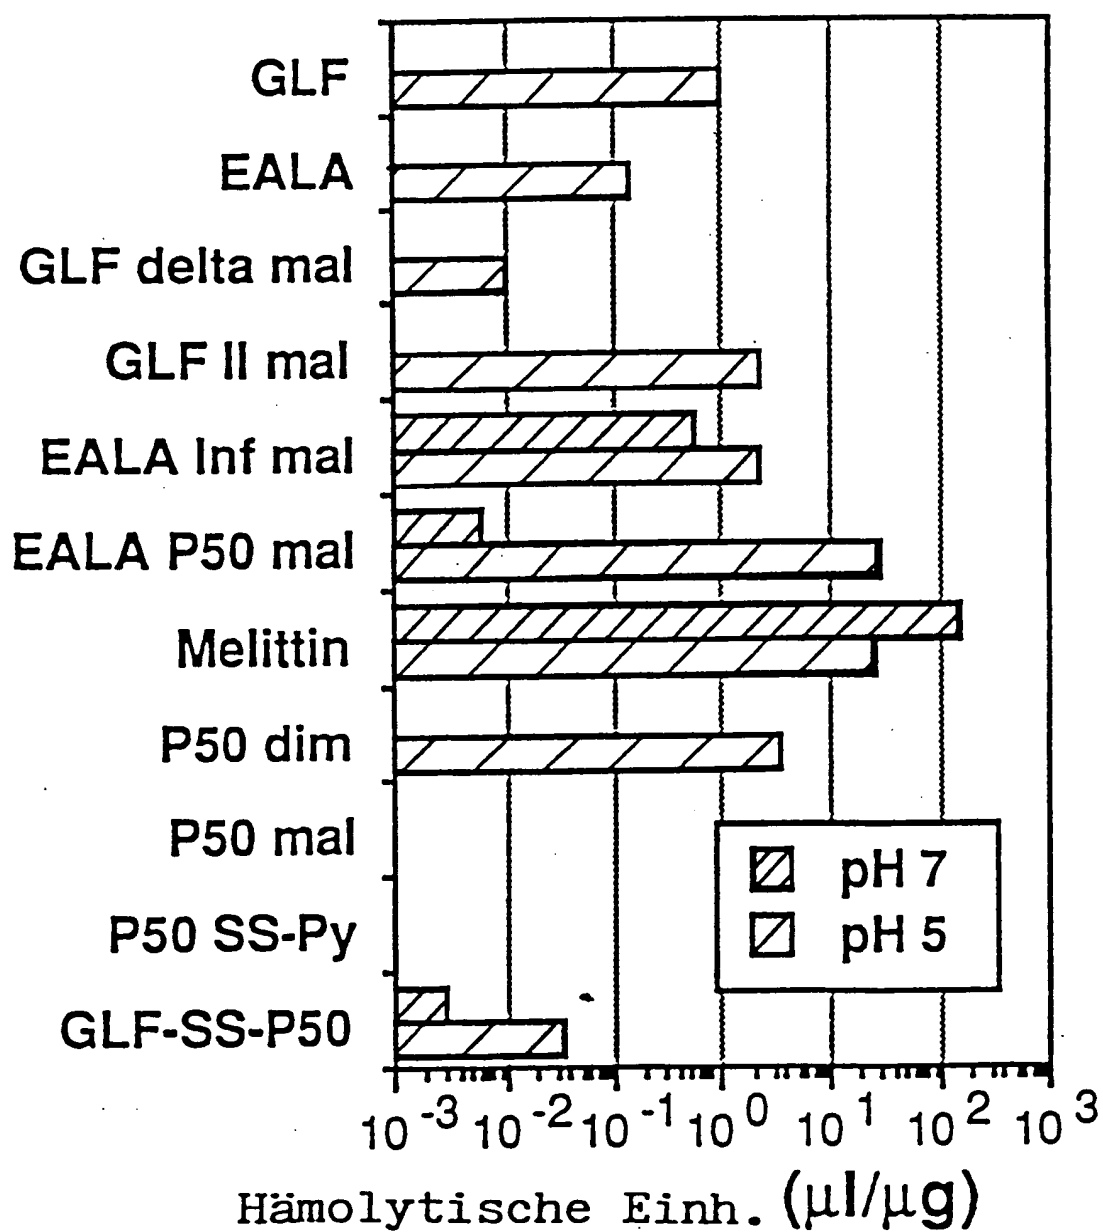 GLF
EALA
GLF delta mal
GLF II mal
EALA Inf mal
EALA P50 mal
Melittin
P50 dim
P50 mal
P50 SS-Py
GLF-SS-P50
pH 7
pH 5
10^-3 10^-2 10^-1 10^0 10^1 10^2 10^3
Hämolytische Einh. (µl/µg)